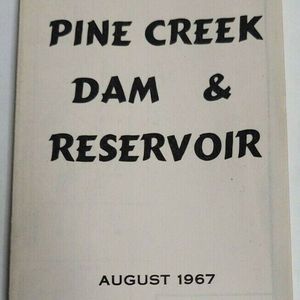 PINE CREEK
DAM &
RESERVOIR
AUGUST 1967